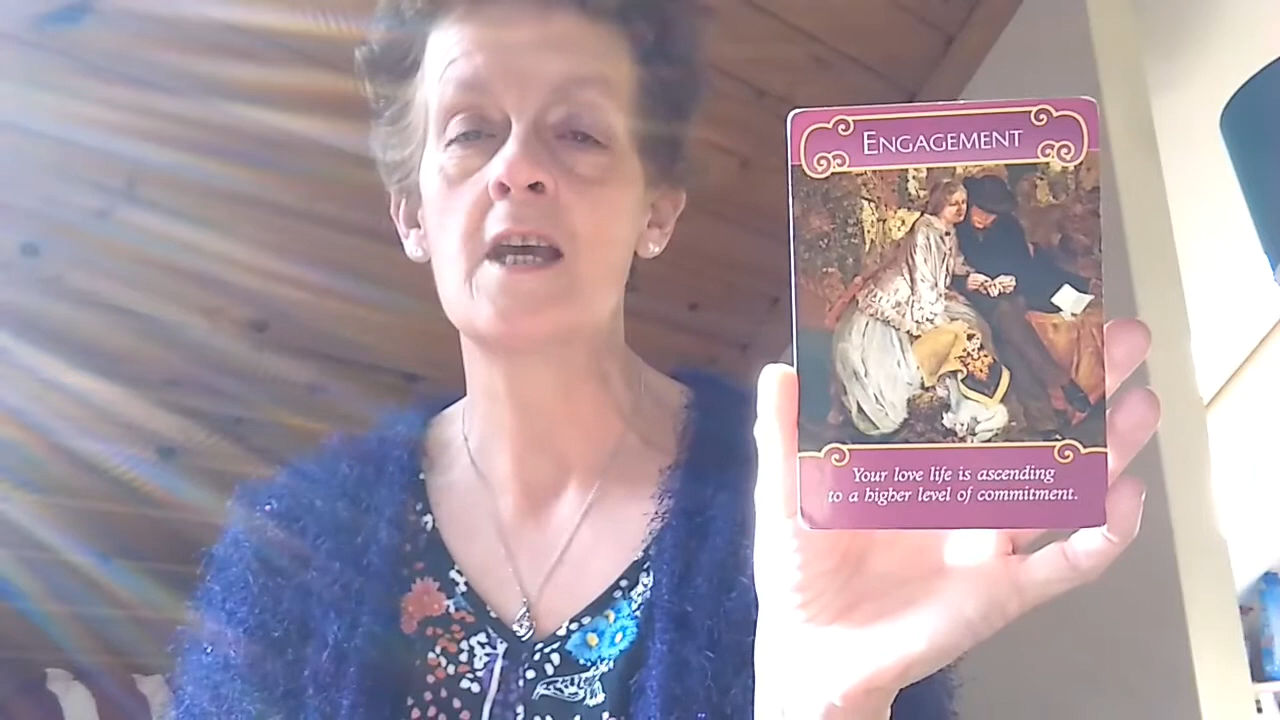 ENGAGEMENT
Your love life is ascending
to a higher level of commitment.